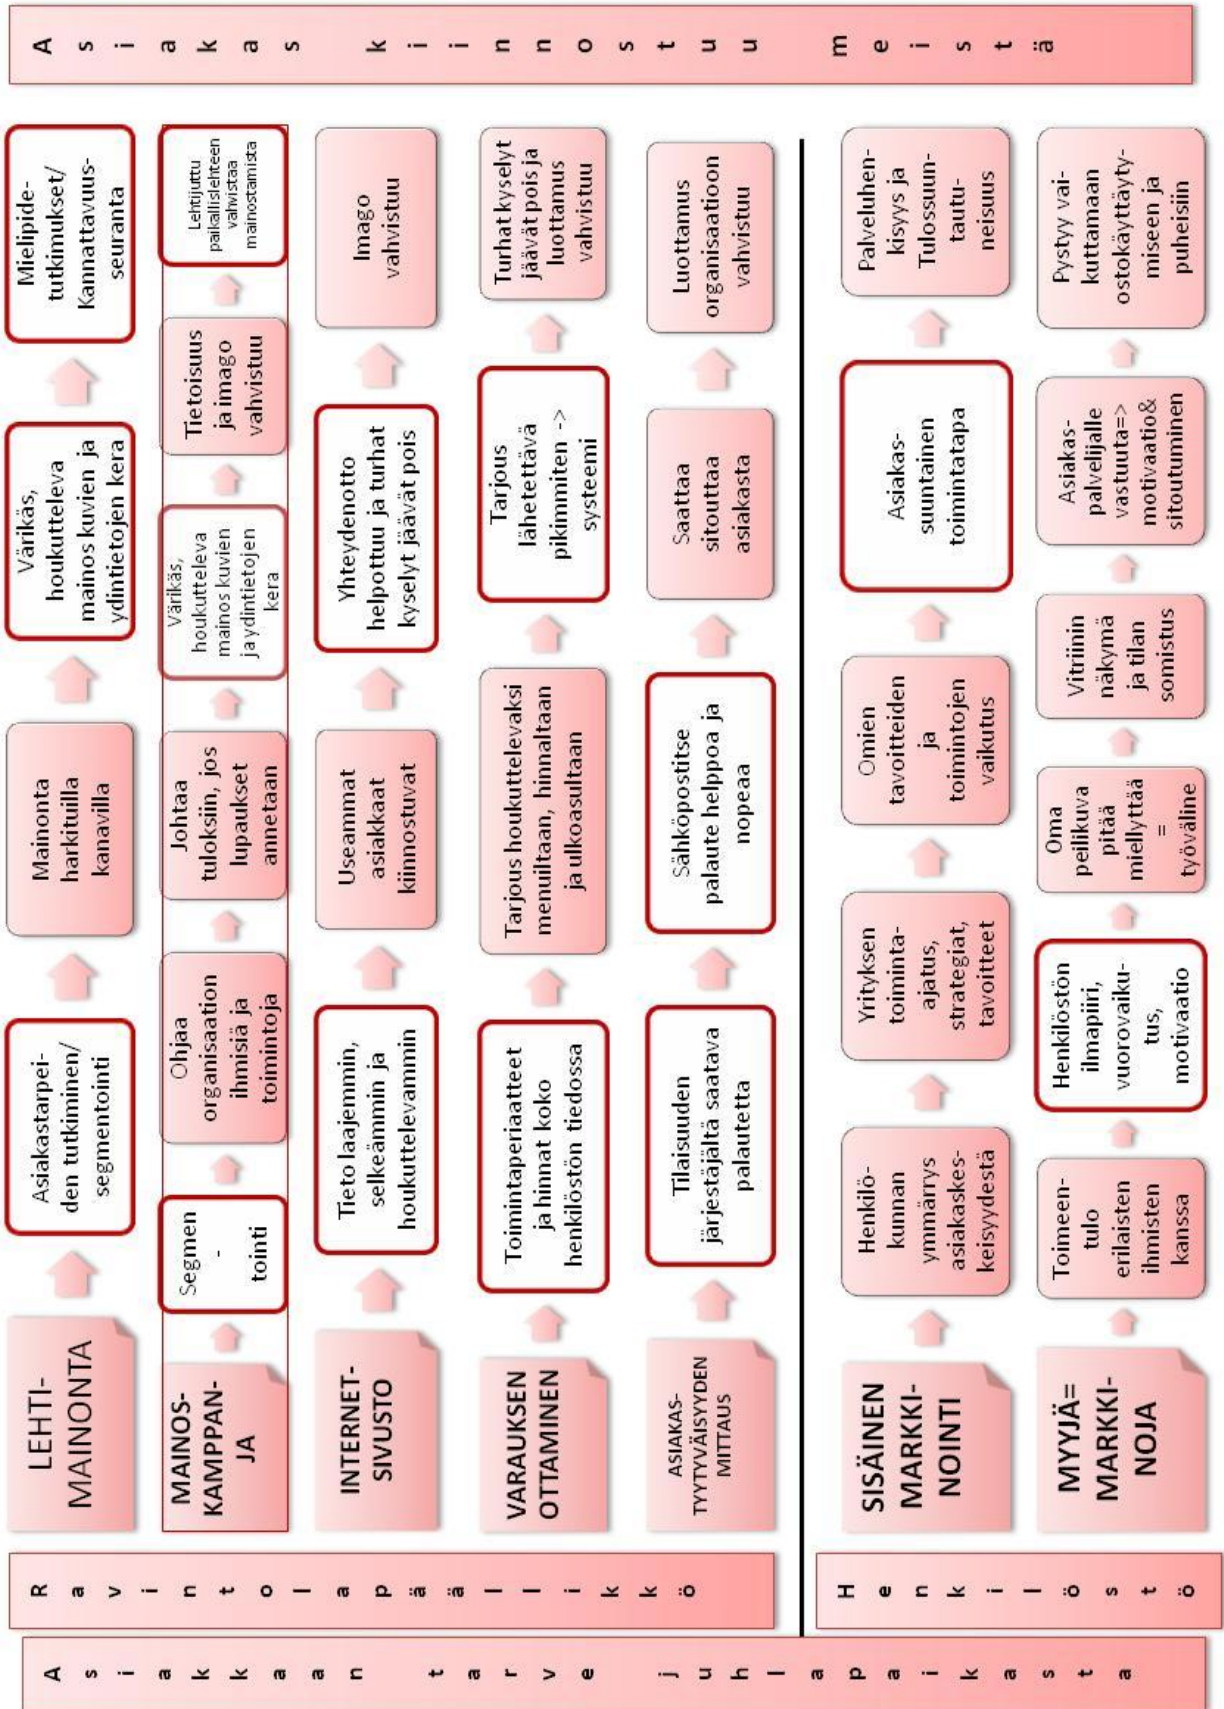 Asiakkaan tarve juhlapaikasta
Ravintolapäällikkö
LEHTI-
MAINONTA
Asiakastarpei-
den tutkiminen/
segmentointi
Mainonta
harkituilla
kanavilla
Värikäs,
houkutteleva
mainos kuvien ja
ydintietojen kera
Mielipide-
tutkimukset/
Kannattavuus-
seuranta
MAINOS-
KAMPPAN-
JA
Segmen
-
tointi
Ohjaa
organisaation
ihmisiä ja
toimintoja
Johtaa
tuloksiin, jos
lupaukset
annetaan
Värikäs,
houkutteleva
mainos kuvien
ja ydintietojen
kera
Tietoisuus
ja imago
vahvistuu
Lehtijuttu
paikallislehteen
vahvistaa
mainostamista
INTERNET-
SIVUSTO
Tieto laajemmin,
selkeämmin ja
houkuttelevammin
Useammat
asiakkaat
kiinnostuvat
Yhteydenotto
helpottuu ja turhat
kyselyt jäävät pois
Imago
vahvistuu
VARAUKSEN
OTTAMINEN
Toimintaperiaatteet
ja hinnat koko
henkilöstön tiedossa
Tarjous houkuttelevaksi
menuiltaan, hinnaltaan
ja ulkoasultaan
Tarjous
lähetettävä
pikimmiten ->
systeemi
Turhat kyselyt
jäävät pois ja
luottamus
vahvistuu
ASIAKAS-
TYYTYVÄISYYDEN
MITTAUS
Tilaisuuden
järjestäjältä saatava
palautetta
Sähköpostitse
palaute helppoa ja
nopeaa
Saattaa
sitouttaa
asiakasta
Luottamus
organisaatioon
vahvistuu
Henkilöstö
SISÄINEN
MARKKI-
NOINTI
Henkilö-
kunnan
ymmärrys
asiakaskes-
keisyydestä
Yrityksen
toiminta-
ajatus,
strategiat,
tavoitteet
Omien
tavoitteiden
ja
toimintojen
vaikutus
Asiakas-
suuntainen
toimintatapa
Palveluhen-
kisyys ja
Tulossuun-
tautu-
neisuus
MYYJÄ=
MARKKI-
NOJA
Toimeen-
tulo
erilaisten
ihmisten
kanssa
Henkilöstön
ilmapiiri,
vuorovaiku-
tus,
motivaatio
Oma
peilikuva
pitää
miellyttää
=
työväline
Vitriinin
näkymä
ja tilan
somistus
Asiakas-
palvelijalle
vastuuta=>
motivaatio&
sitoutuminen
Pystyy vai-
kuttamaan
ostokäyttäyty-
miseen ja
puheisiin
Asiakas kiinnostuu meistä